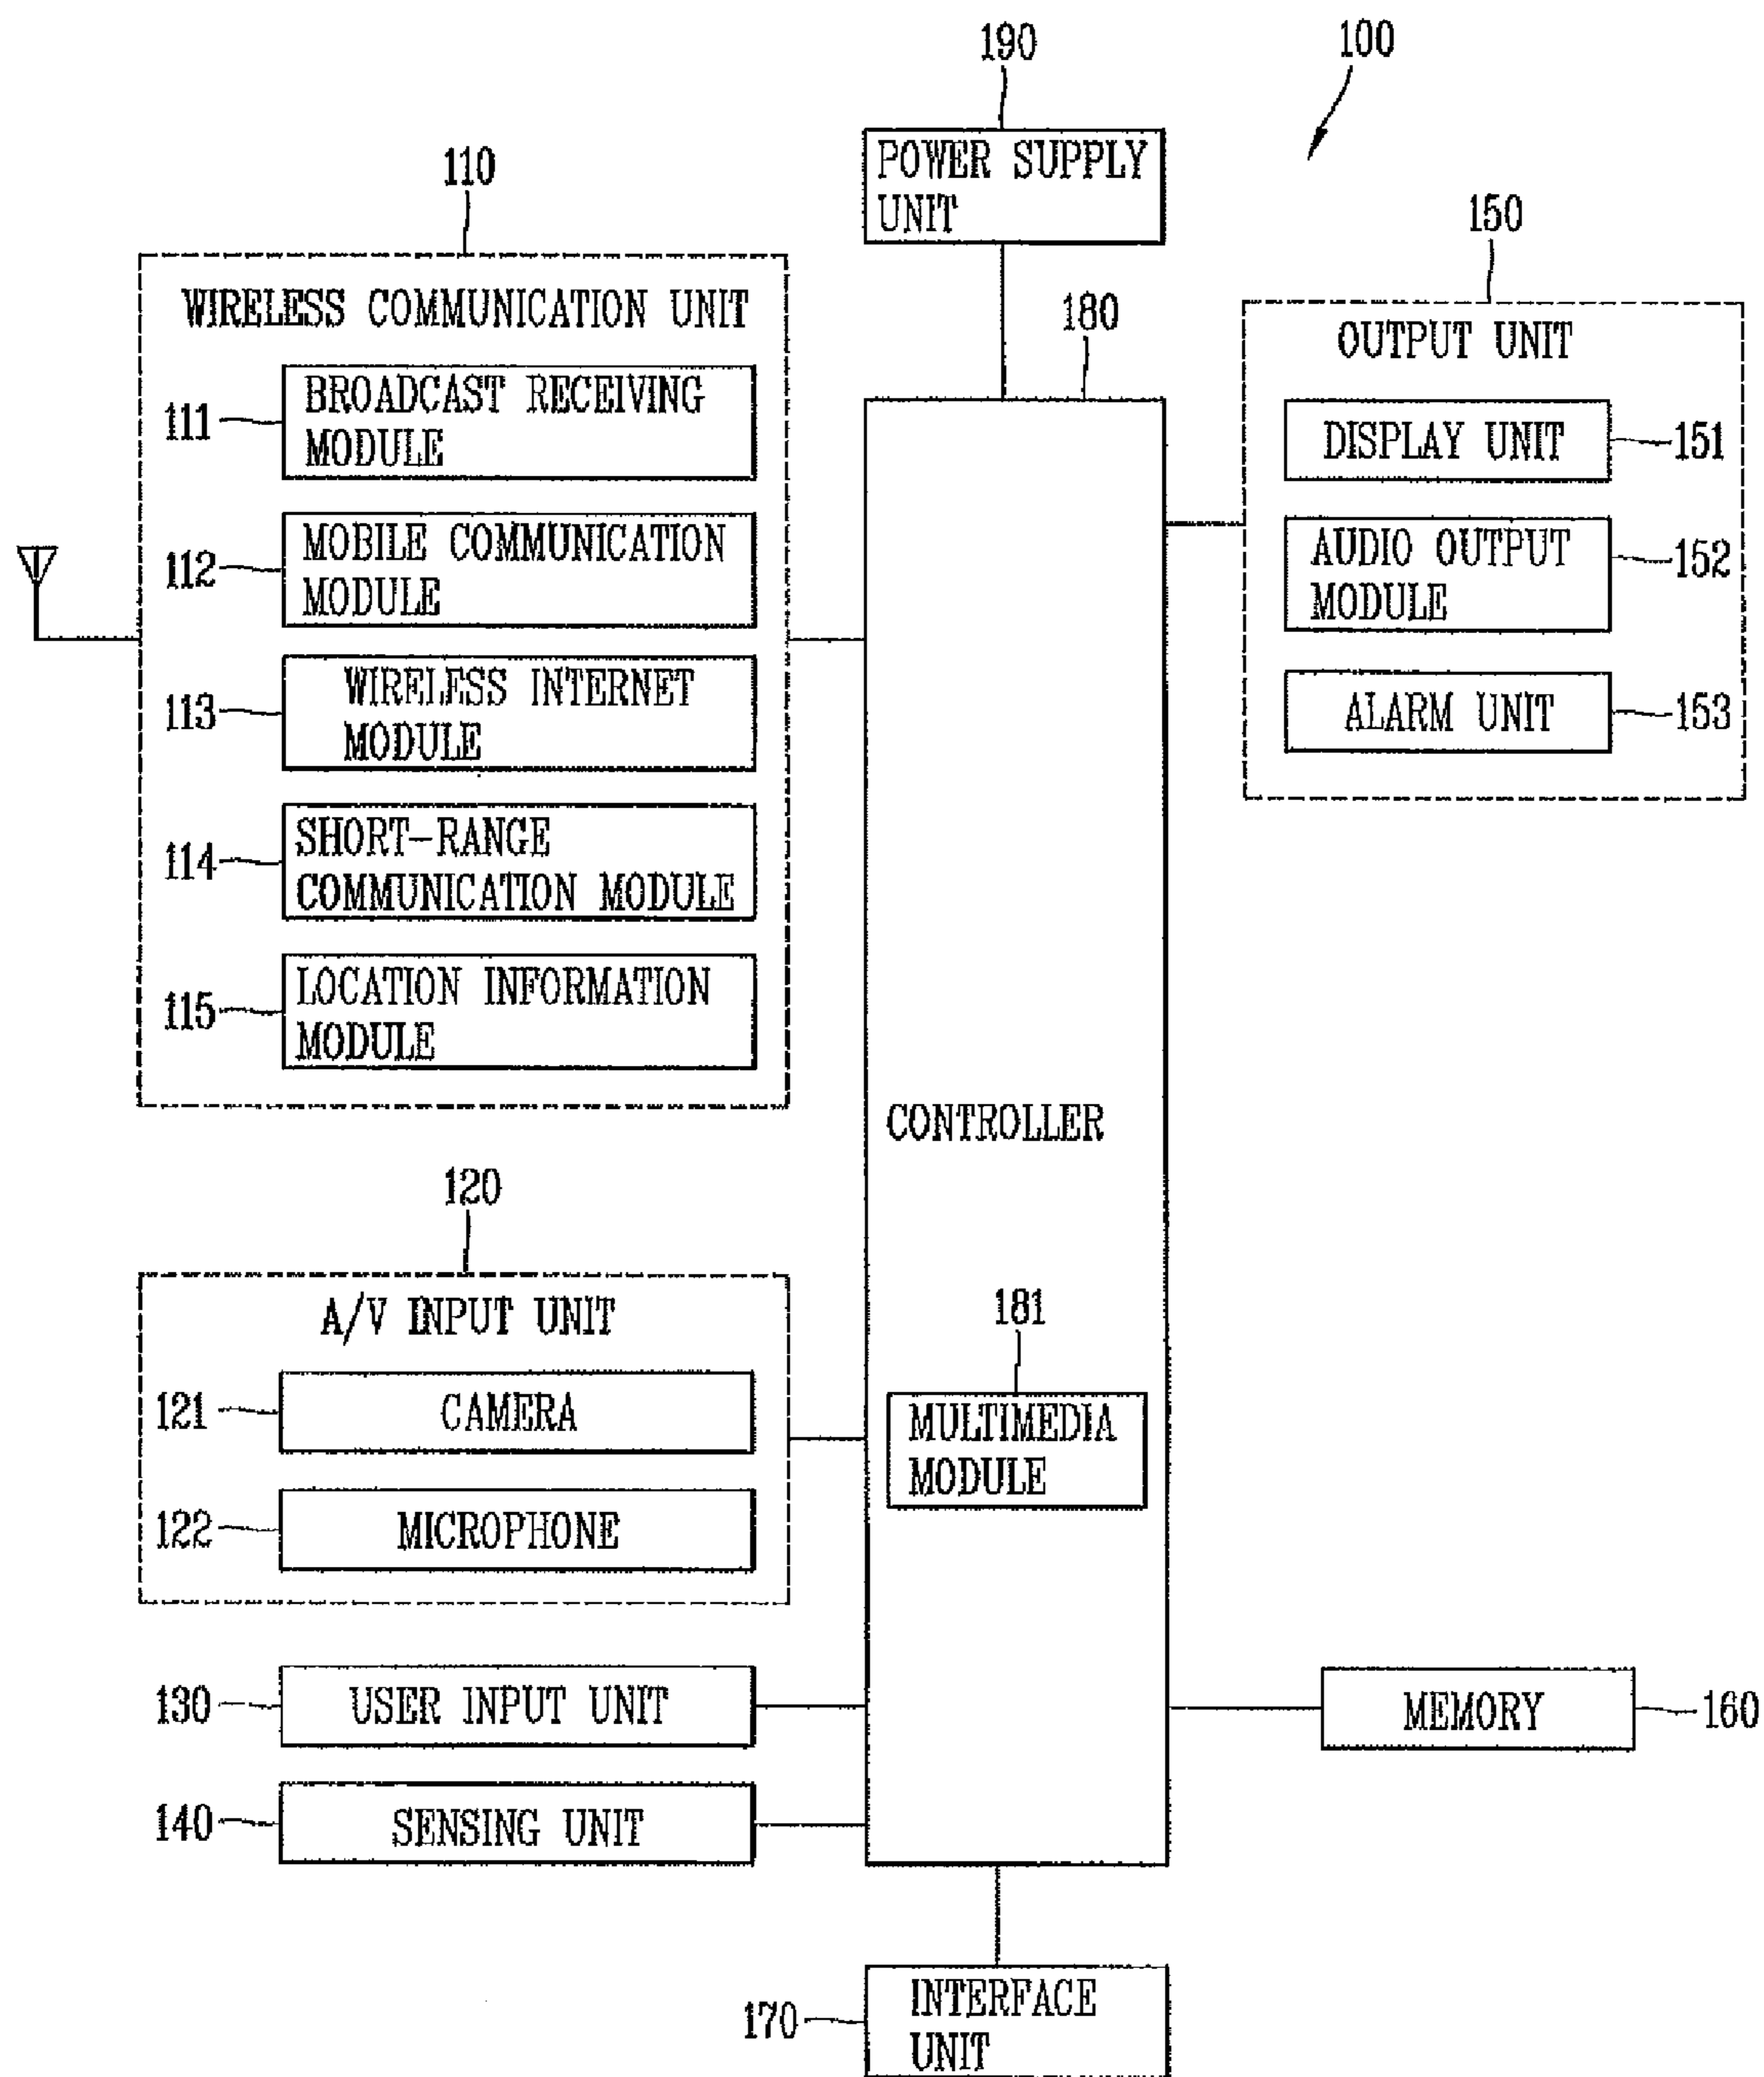 190
100
POWER SUPPLY
UNIT
110
150
WIRELESS COMMUNICATION UNIT
180
OUTPUT UNIT
111
BROADCAST RECEIVING
MODULE
DISPLAY UNIT
151
112
MOBILE COMMUNICATION
MODULE
AUDIO OUTPUT
MODULE
152
113
WIRELESS INTERNET
MODULE
ALARM UNIT
153
114
SHORT-RANGE
COMMUNICATION MODULE
115
LOCATION INFORMATION
MODULE
CONTROLLER
120
A/V INPUT UNIT
181
121
CAMERA
MULTIMEDIA
MODULE
122
MICROPHONE
130
USER INPUT UNIT
MEMORY
160
140
SENSING UNIT
170
INTERFACE
UNIT